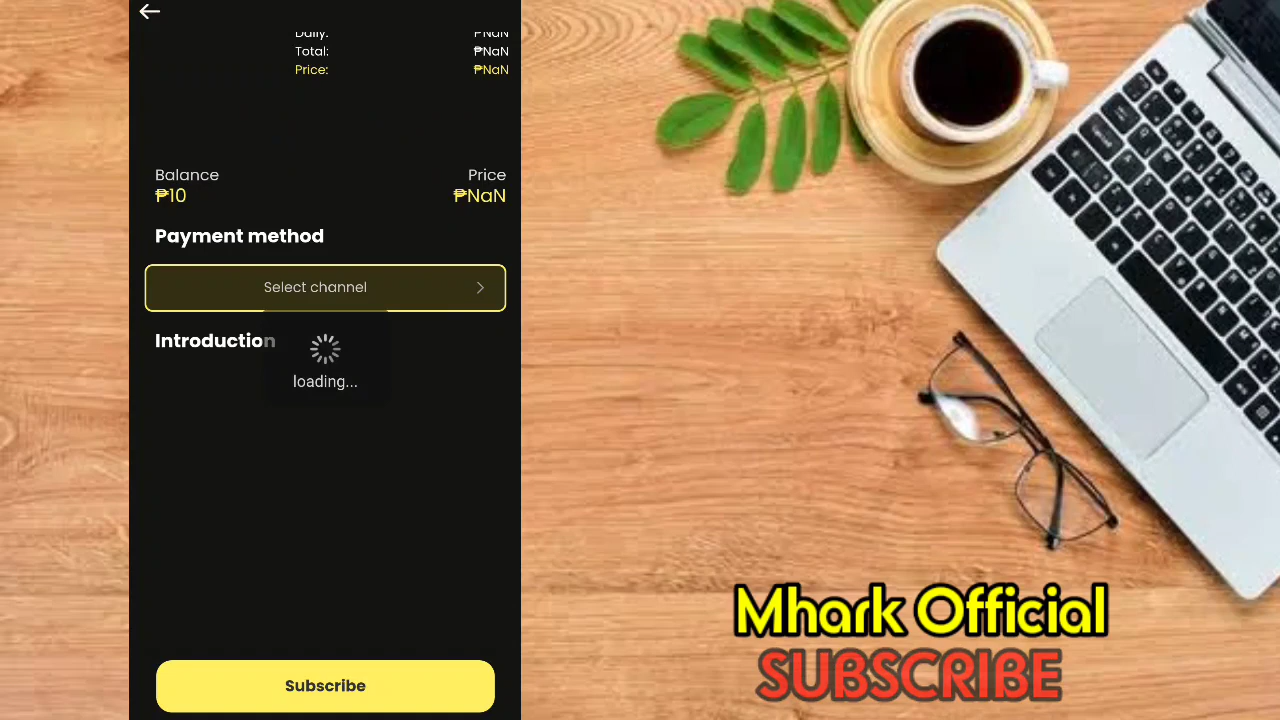 Daily: ₱NaN
Total: ₱NaN
Price: ₱NaN
Balance Price
₱10 ₱NaN
Payment method
Select channel
Introduction
loading...
Subscribe
Mhark Official
SUBSCRIBE